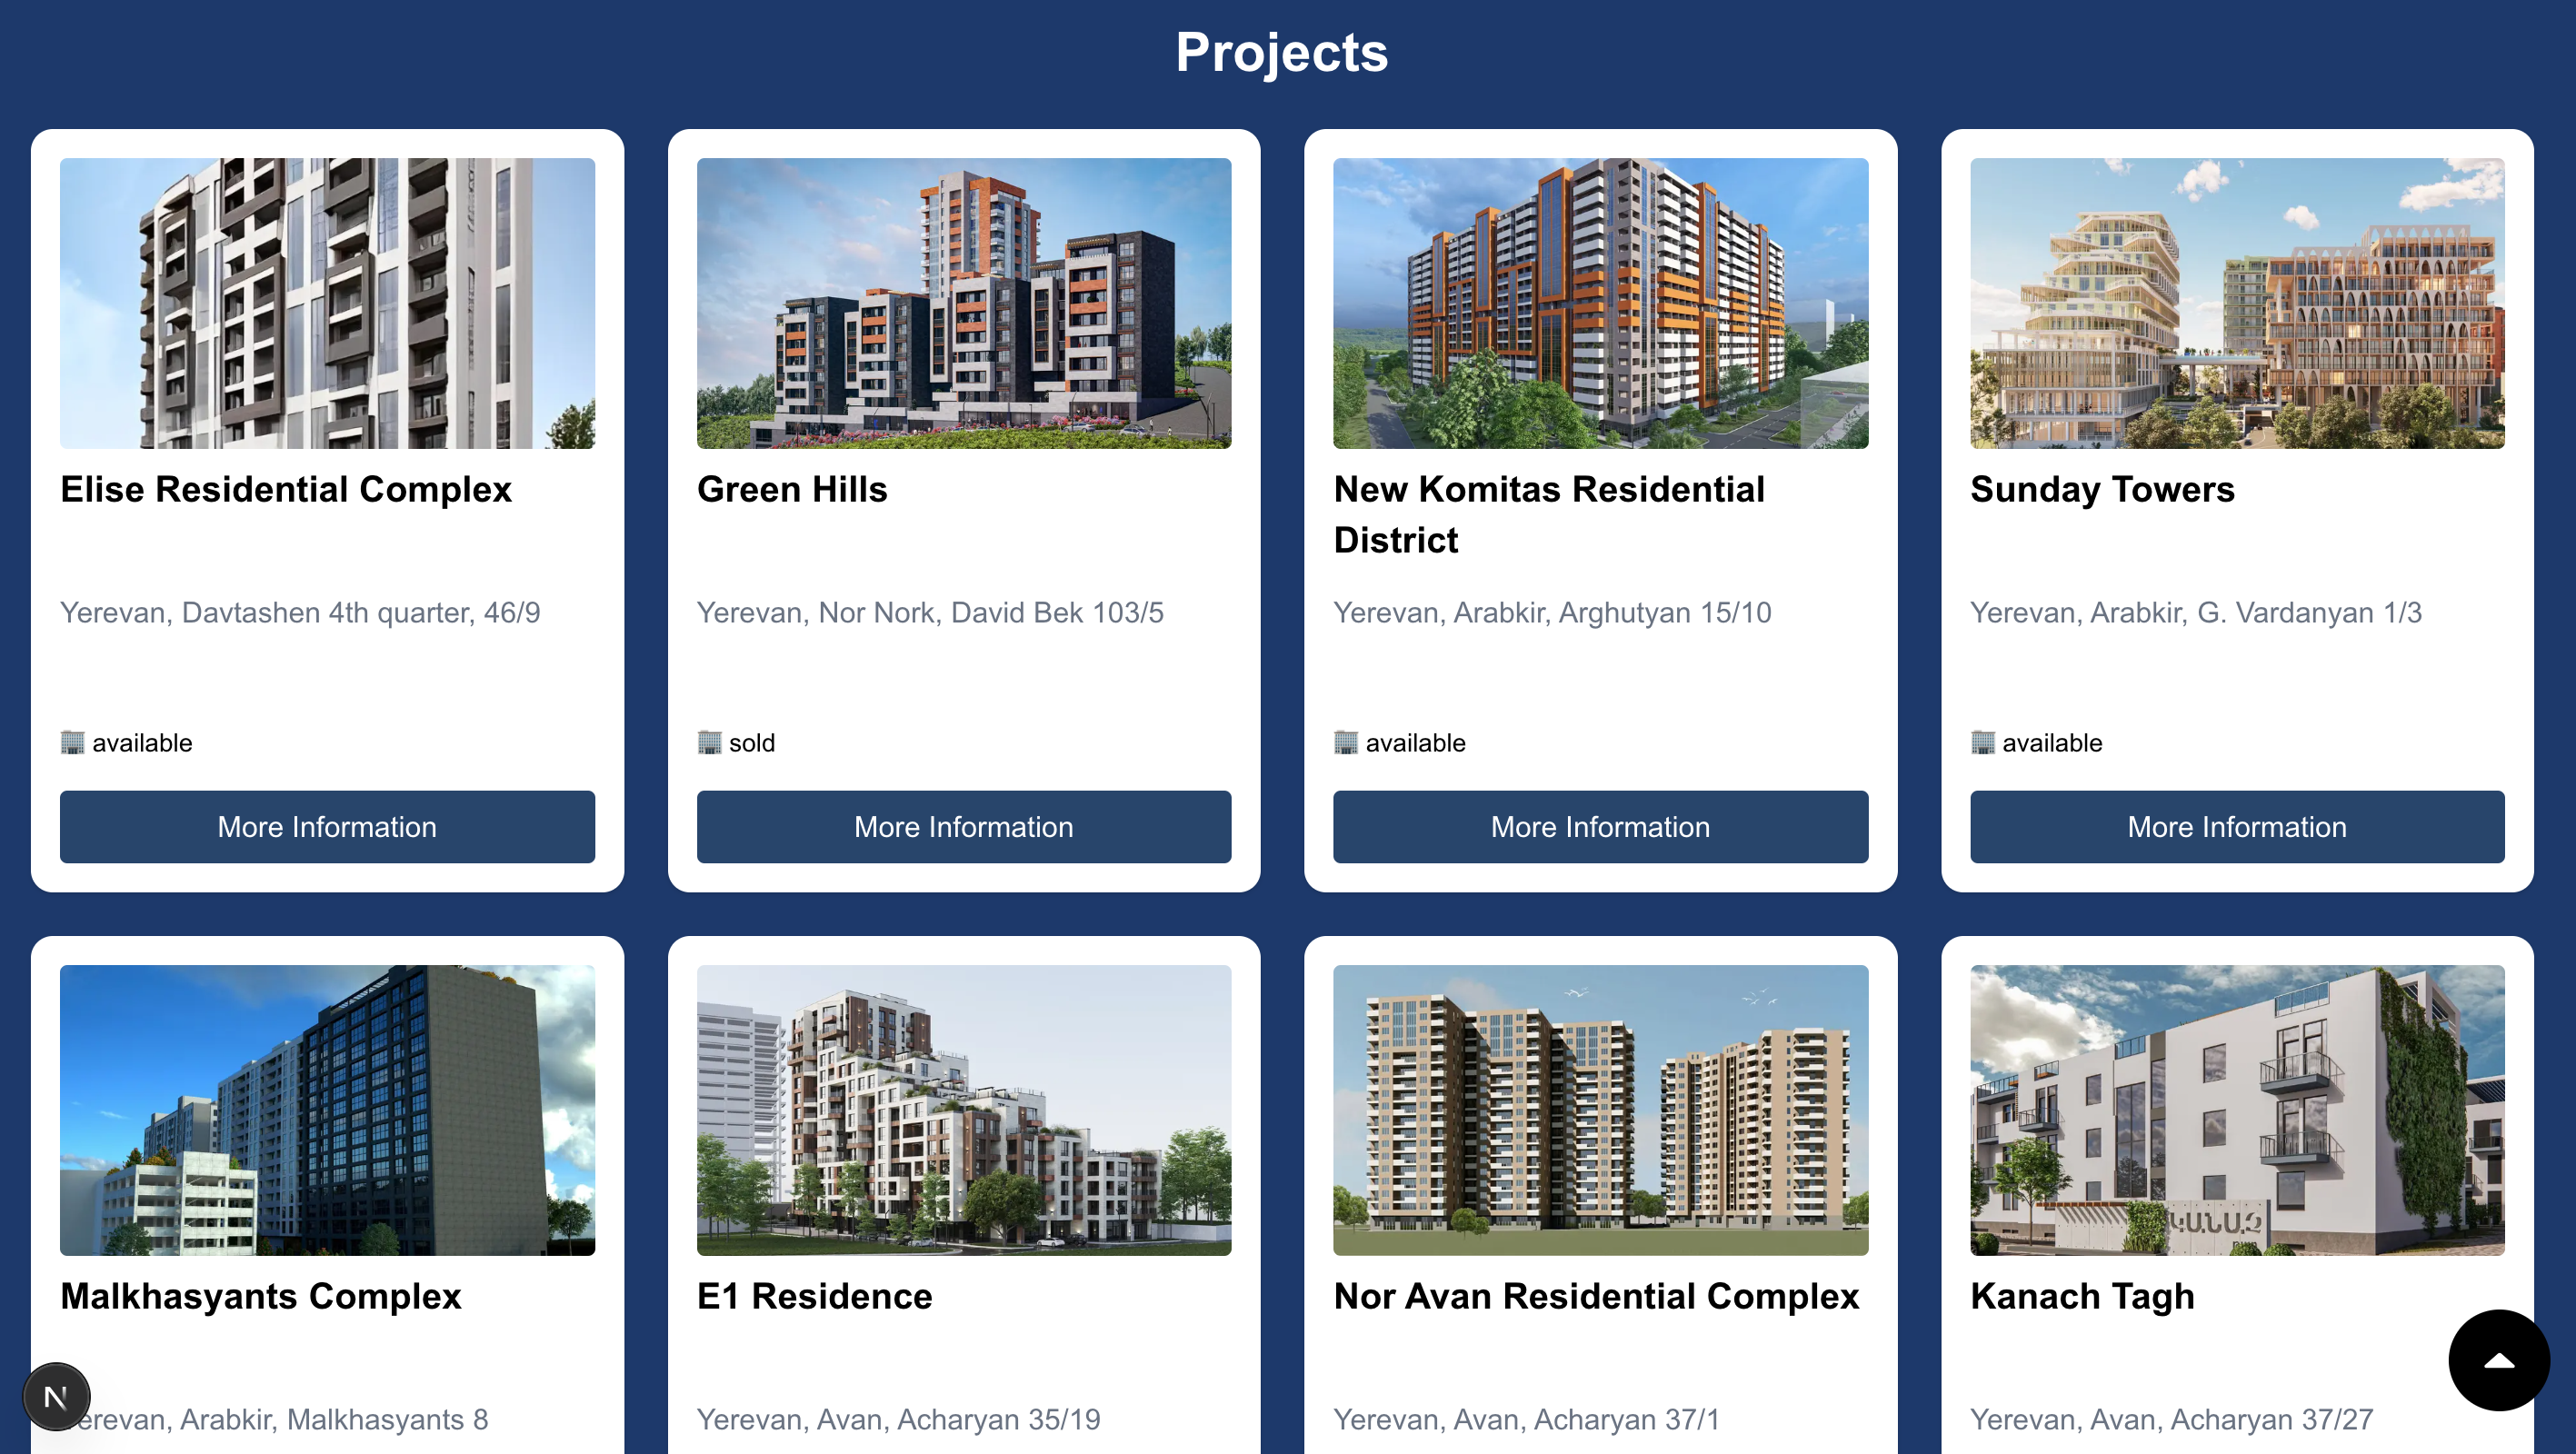 Projects
Elise Residential Complex
Green Hills
New Komitas Residential
District
Sunday Towers
Yerevan, Davtashen 4th quarter, 46/9
Yerevan, Nor Nork, David Bek 103/5
Yerevan, Arabkir, Arghutyan 15/10
Yerevan, Arabkir, G. Vardanyan 1/3
available
sold
available
available
More Information
More Information
More Information
More Information
ԿԱՆԱՉ
Malkhasyants Complex
E1 Residence
Nor Avan Residential Complex
Kanach Tagh
N
erevan, Arabkir, Malkhasyants 8
Yerevan, Avan, Acharyan 35/19
Yerevan, Avan, Acharyan 37/1
Yerevan, Avan, Acharyan 37/27